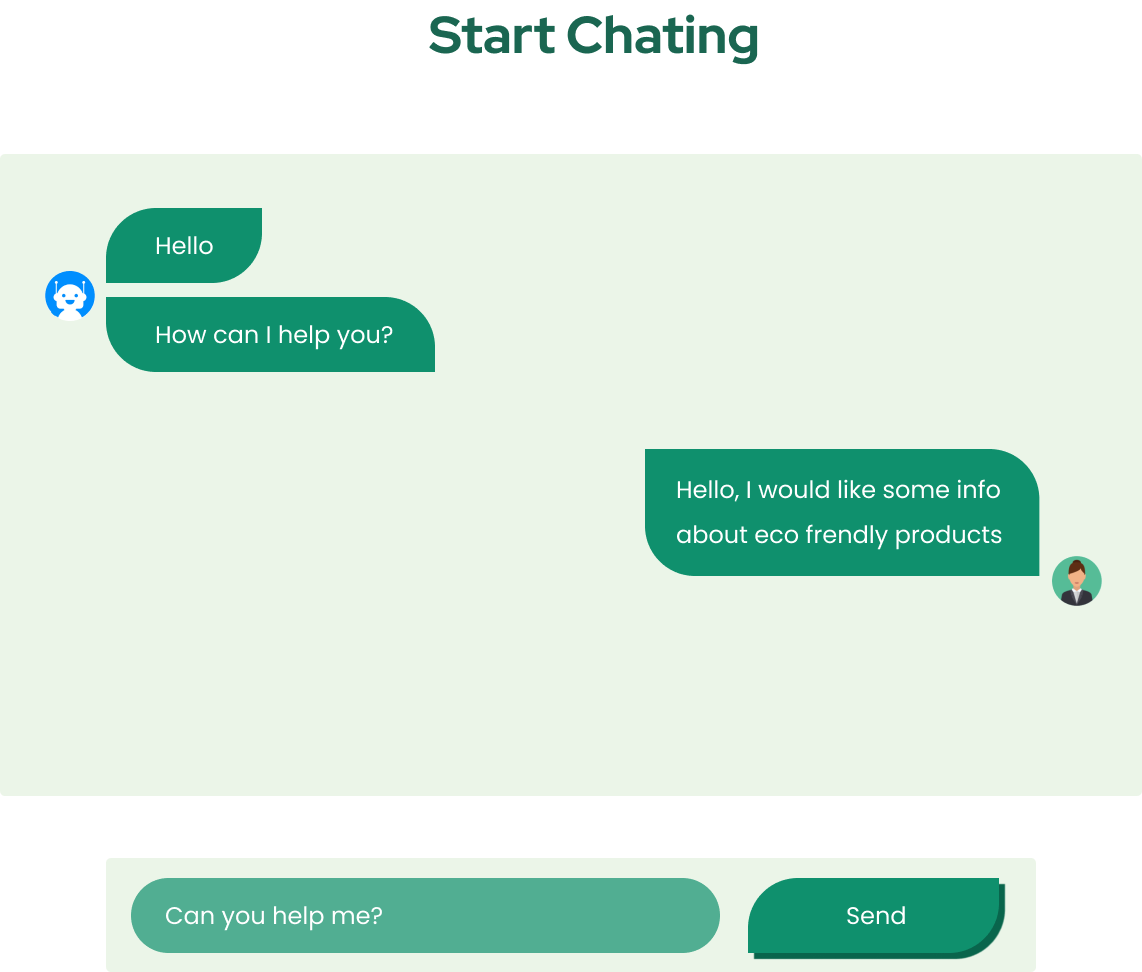 Start Chating
Hello
How can I help you?
Hello, I would like some info
about eco frendly products
Can you help me?
Send